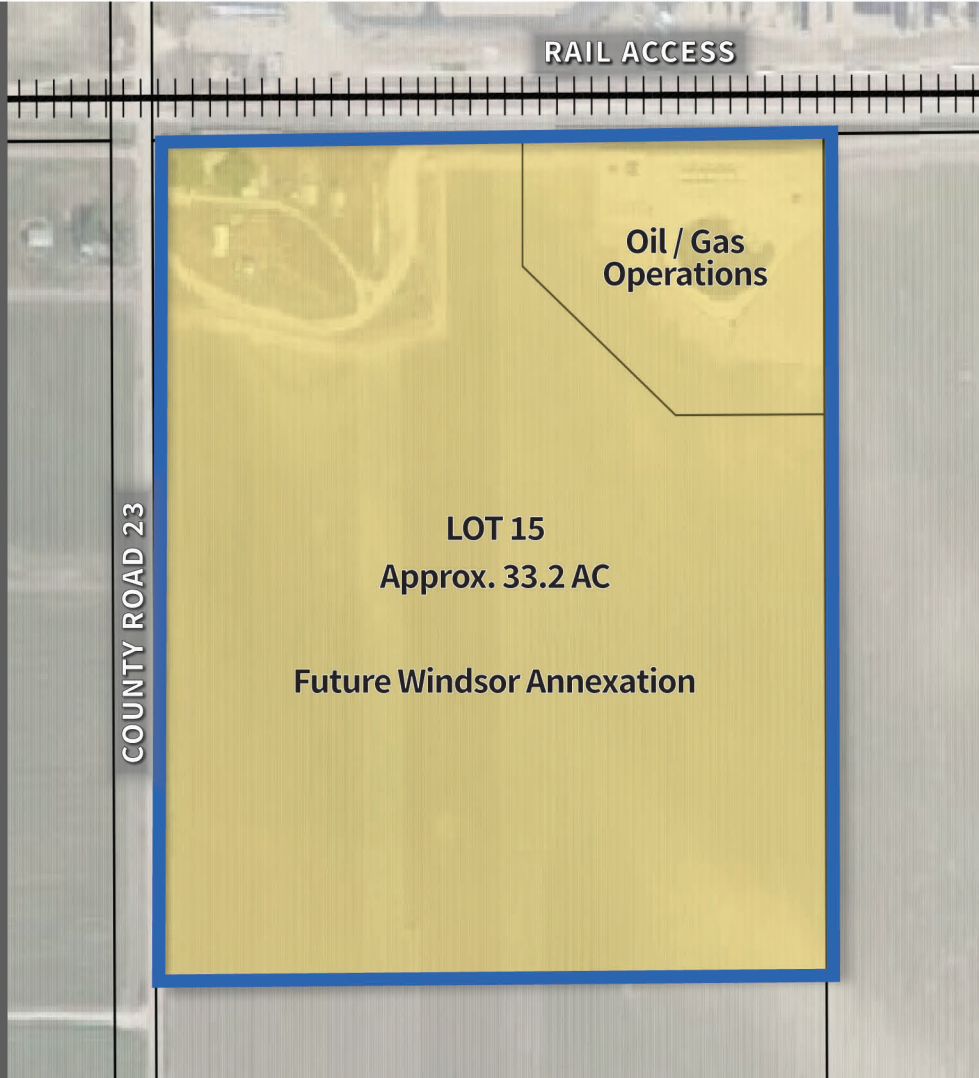 RAIL ACCESS
Oil / Gas
Operations
LOT 15
Approx. 33.2 AC
Future Windsor Annexation
COUNTY ROAD 23